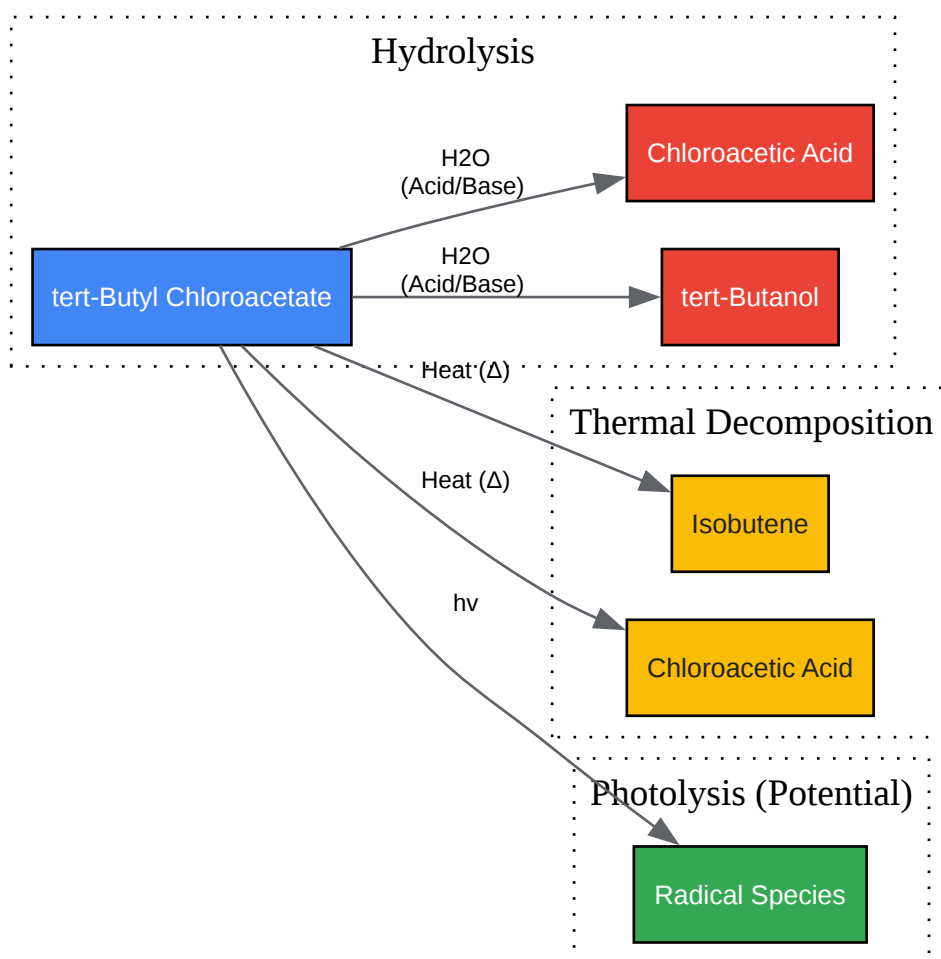 Hydrolysis
Chloroacetic Acid
H2O
(Acid/Base)
tert-Butyl Chloroacetate
H2O
(Acid/Base)
tert-Butanol
Heat (Δ)
Thermal Decomposition
Heat (Δ)
Isobutene
hv
Chloroacetic Acid
Photolysis (Potential)
Radical Species